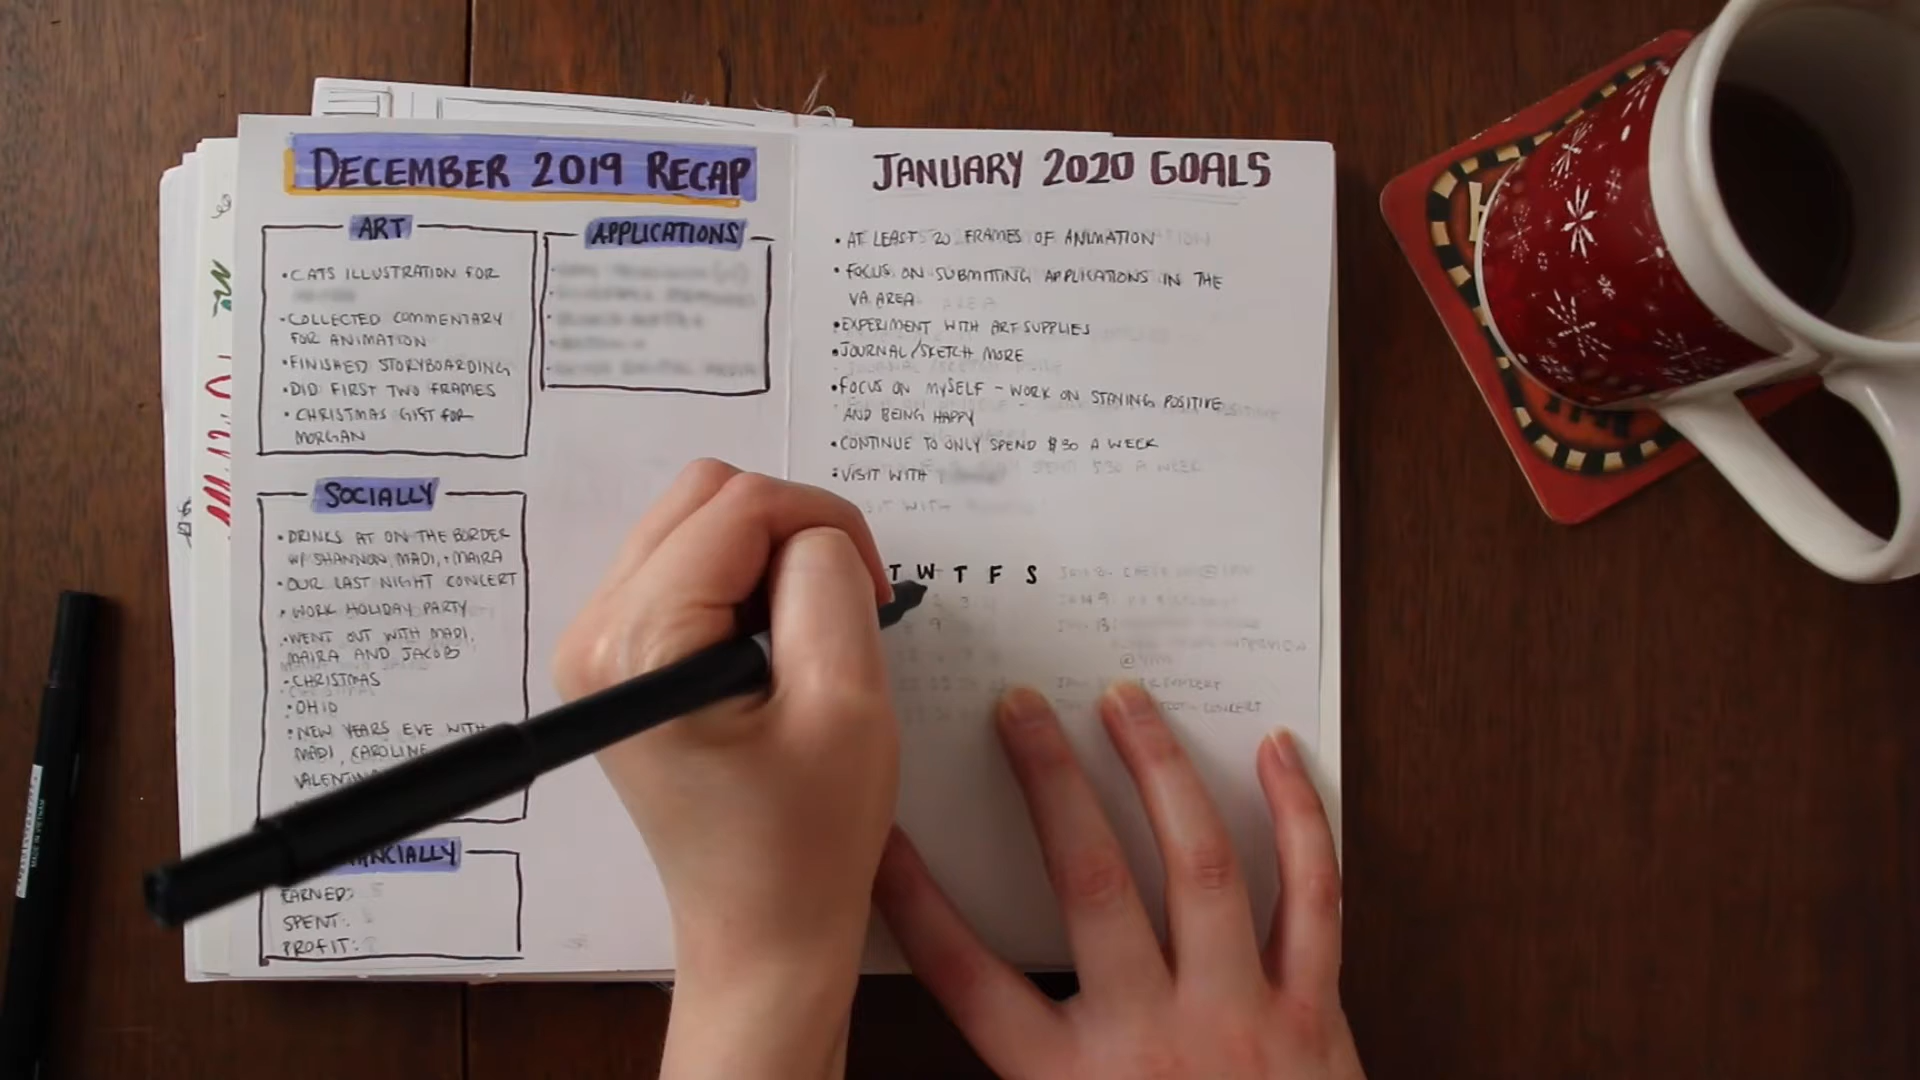 DECEMBER 2019 RECAP
ART
• CATS ILLUSTRATION FOR
• COLLECTED COMMENTARY
FOR ANIMATION
• FINISHED STORYBOARDING
• DID FIRST TWO FRAMES
• CHRISTMAS GIFT FOR
MORGAN
APPLICATIONS
SOCIALLY
• DRINKS AT ON THE BORDER
W/ SHANNON, MADI, + MAIRA
• OUR LAST NIGHT CONCERT
• WORK HOLIDAY PARTY
• WENT OUT WITH MADI,
MAIRA AND JACOB
• CHRISTMAS
• OHIO
• NEW YEARS EVE WITH
MADI, CAROLINE
EARNED:
SPENT:
PROFIT:
JANUARY 2020 GOALS
• AT LEAST 20 FRAMES OF ANIMATION
• FOCUS ON SUBMITTING APPLICATIONS IN THE
VA AREA
• EXPERIMENT WITH ART SUPPLIES
• JOURNAL/SKETCH MORE
• FOCUS ON MYSELF - WORK ON STAYING POSITIVE
AND BEING HAPPY
• CONTINUE TO ONLY SPEND $30 A WEEK
• VISIT WITH
T W T F S